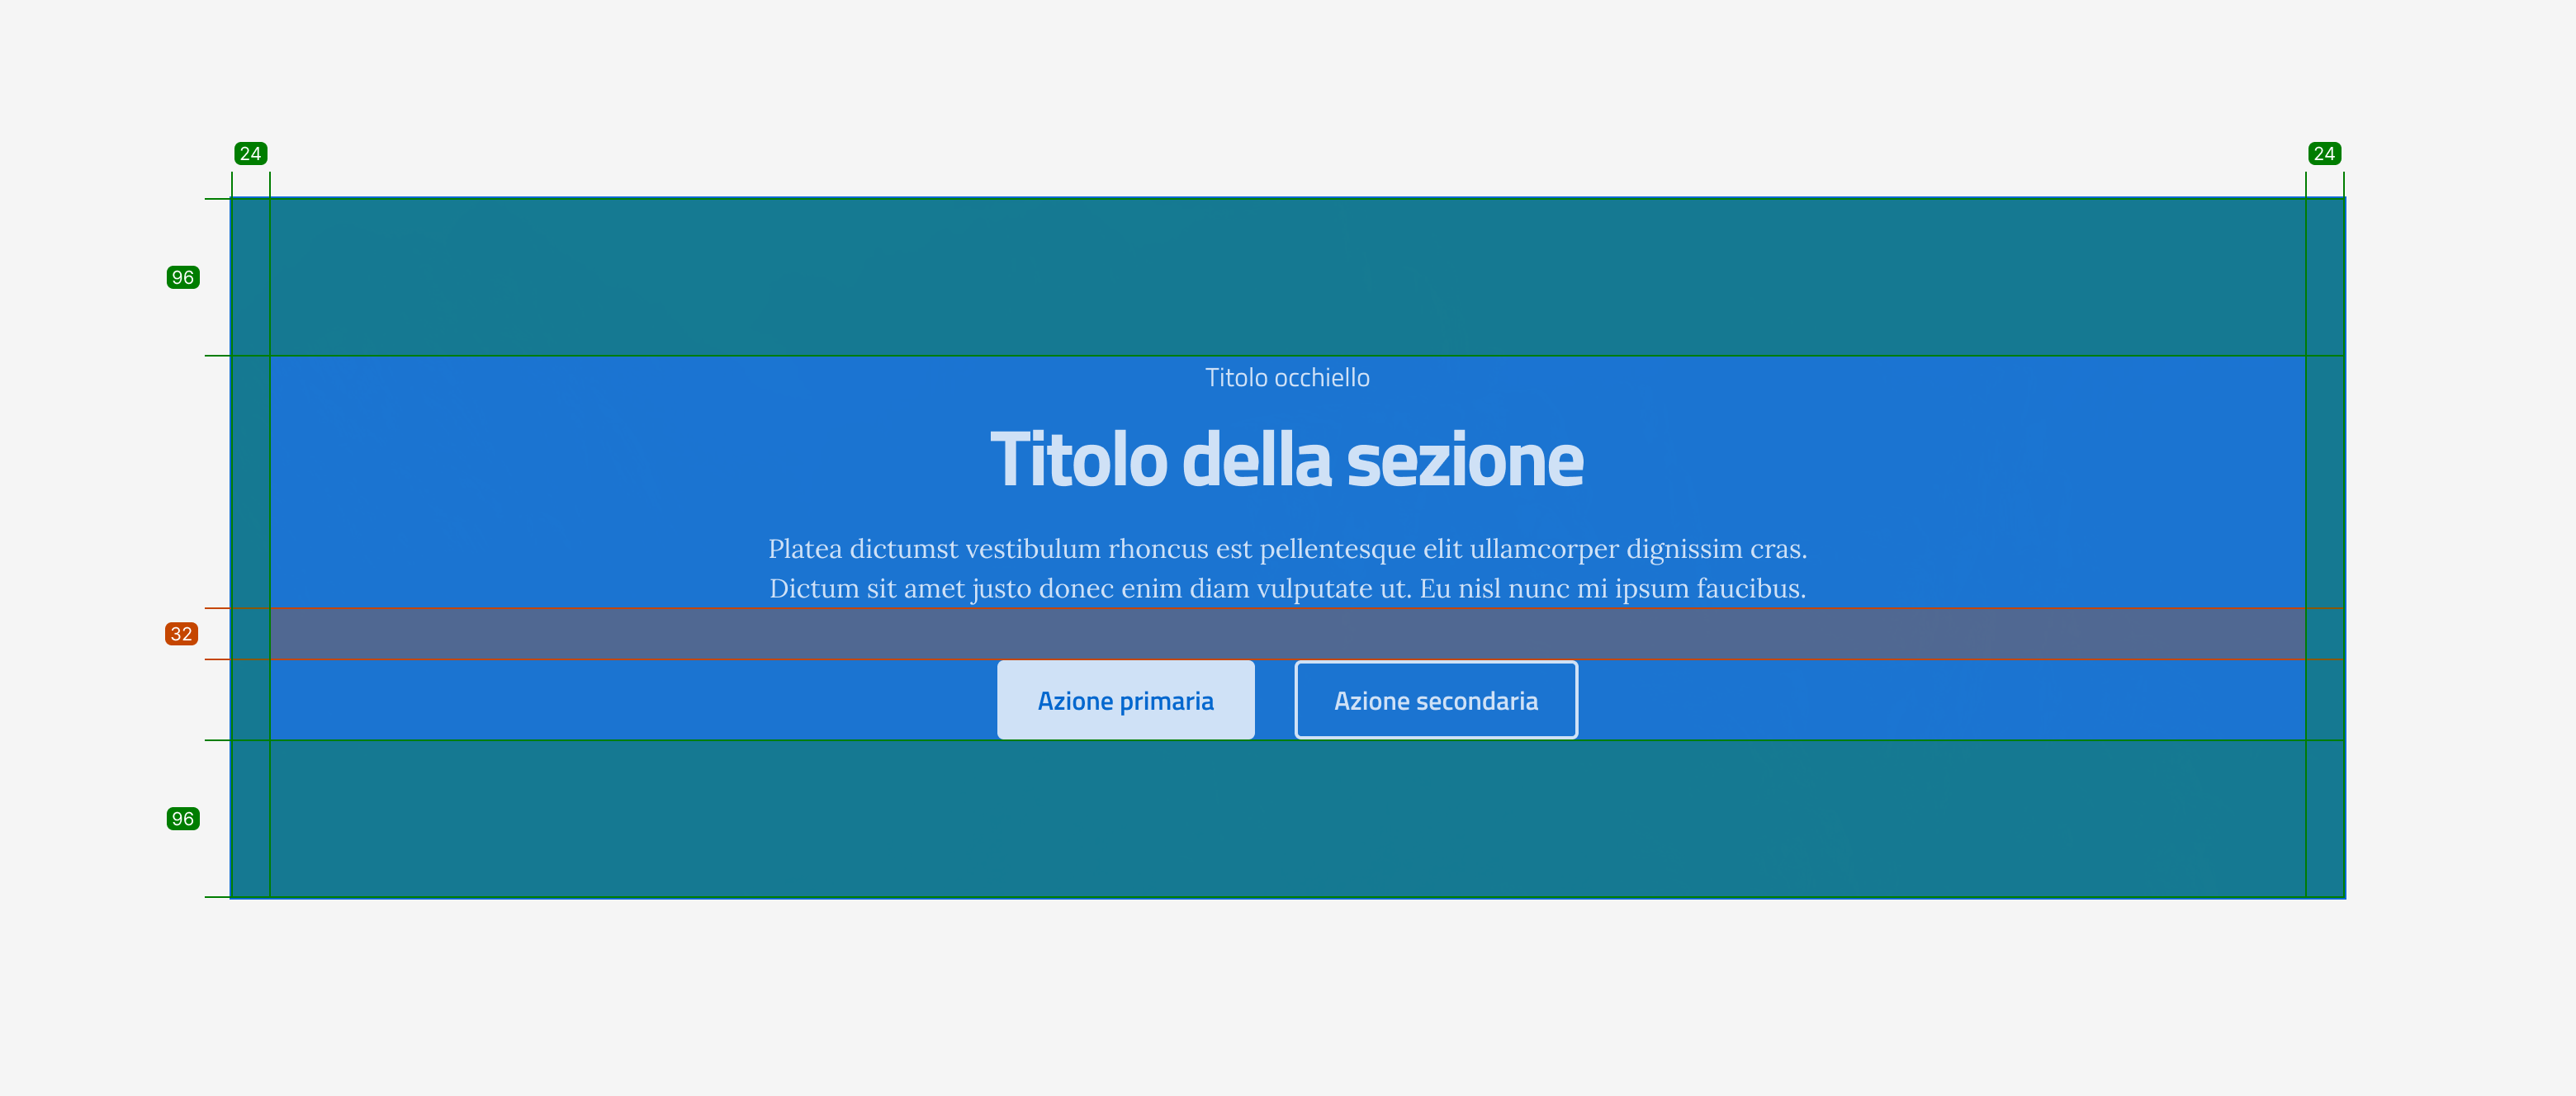 24
24
96
Titolo occhiello
Titolo della sezione
Platea dictumst vestibulum rhoncus est pellentesque elit ullamcorper dignissim cras.
Dictum sit amet justo donec enim diam vulputate ut. Eu nisl nunc mi ipsum faucibus.
32
Azione primaria
Azione secondaria
96